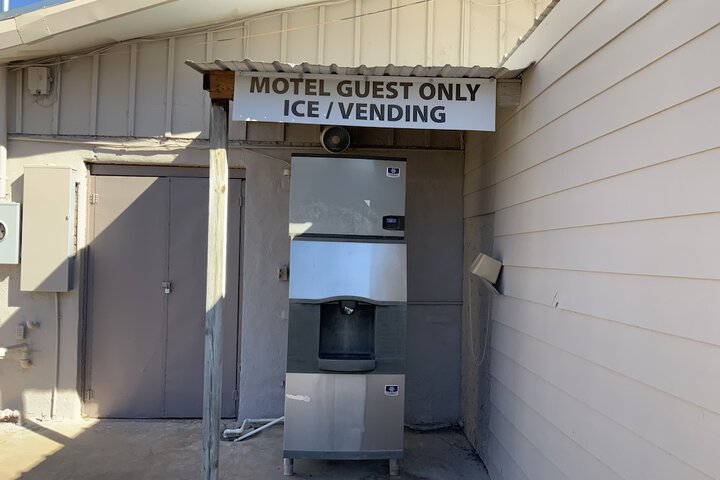 MOTEL GUEST ONLY
ICE / VENDING